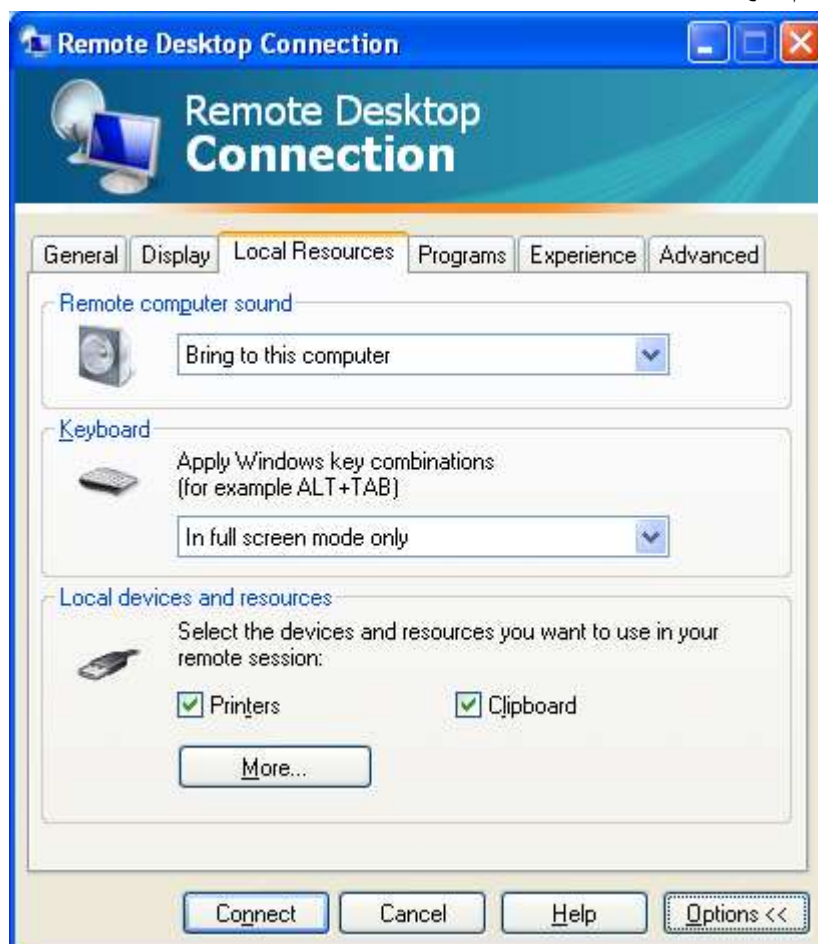 Remote Desktop Connection
Remote Desktop
Connection
General Display Local Resources Programs Experience Advanced
Remote computer sound
Bring to this computer
Keyboard
Apply Windows key combinations
(for example ALT+TAB)
In full screen mode only
Local devices and resources
Select the devices and resources you want to use in your
remote session:
Printers Clipboard
More...
Connect Cancel Help Options <<